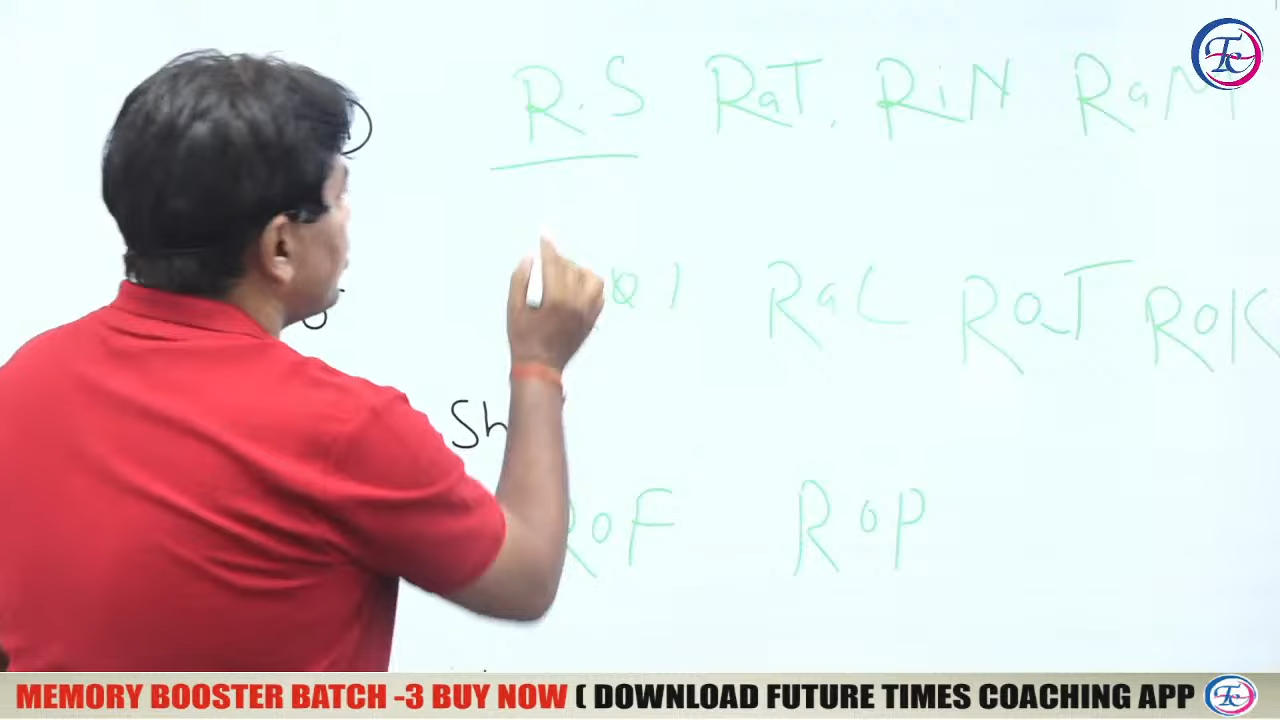 R.S RaT. RiN RaM
RaL ROT ROK
Sh
ROF ROP
MEMORY BOOSTER BATCH -3 BUY NOW ( DOWNLOAD FUTURE TIMES COACHING APP